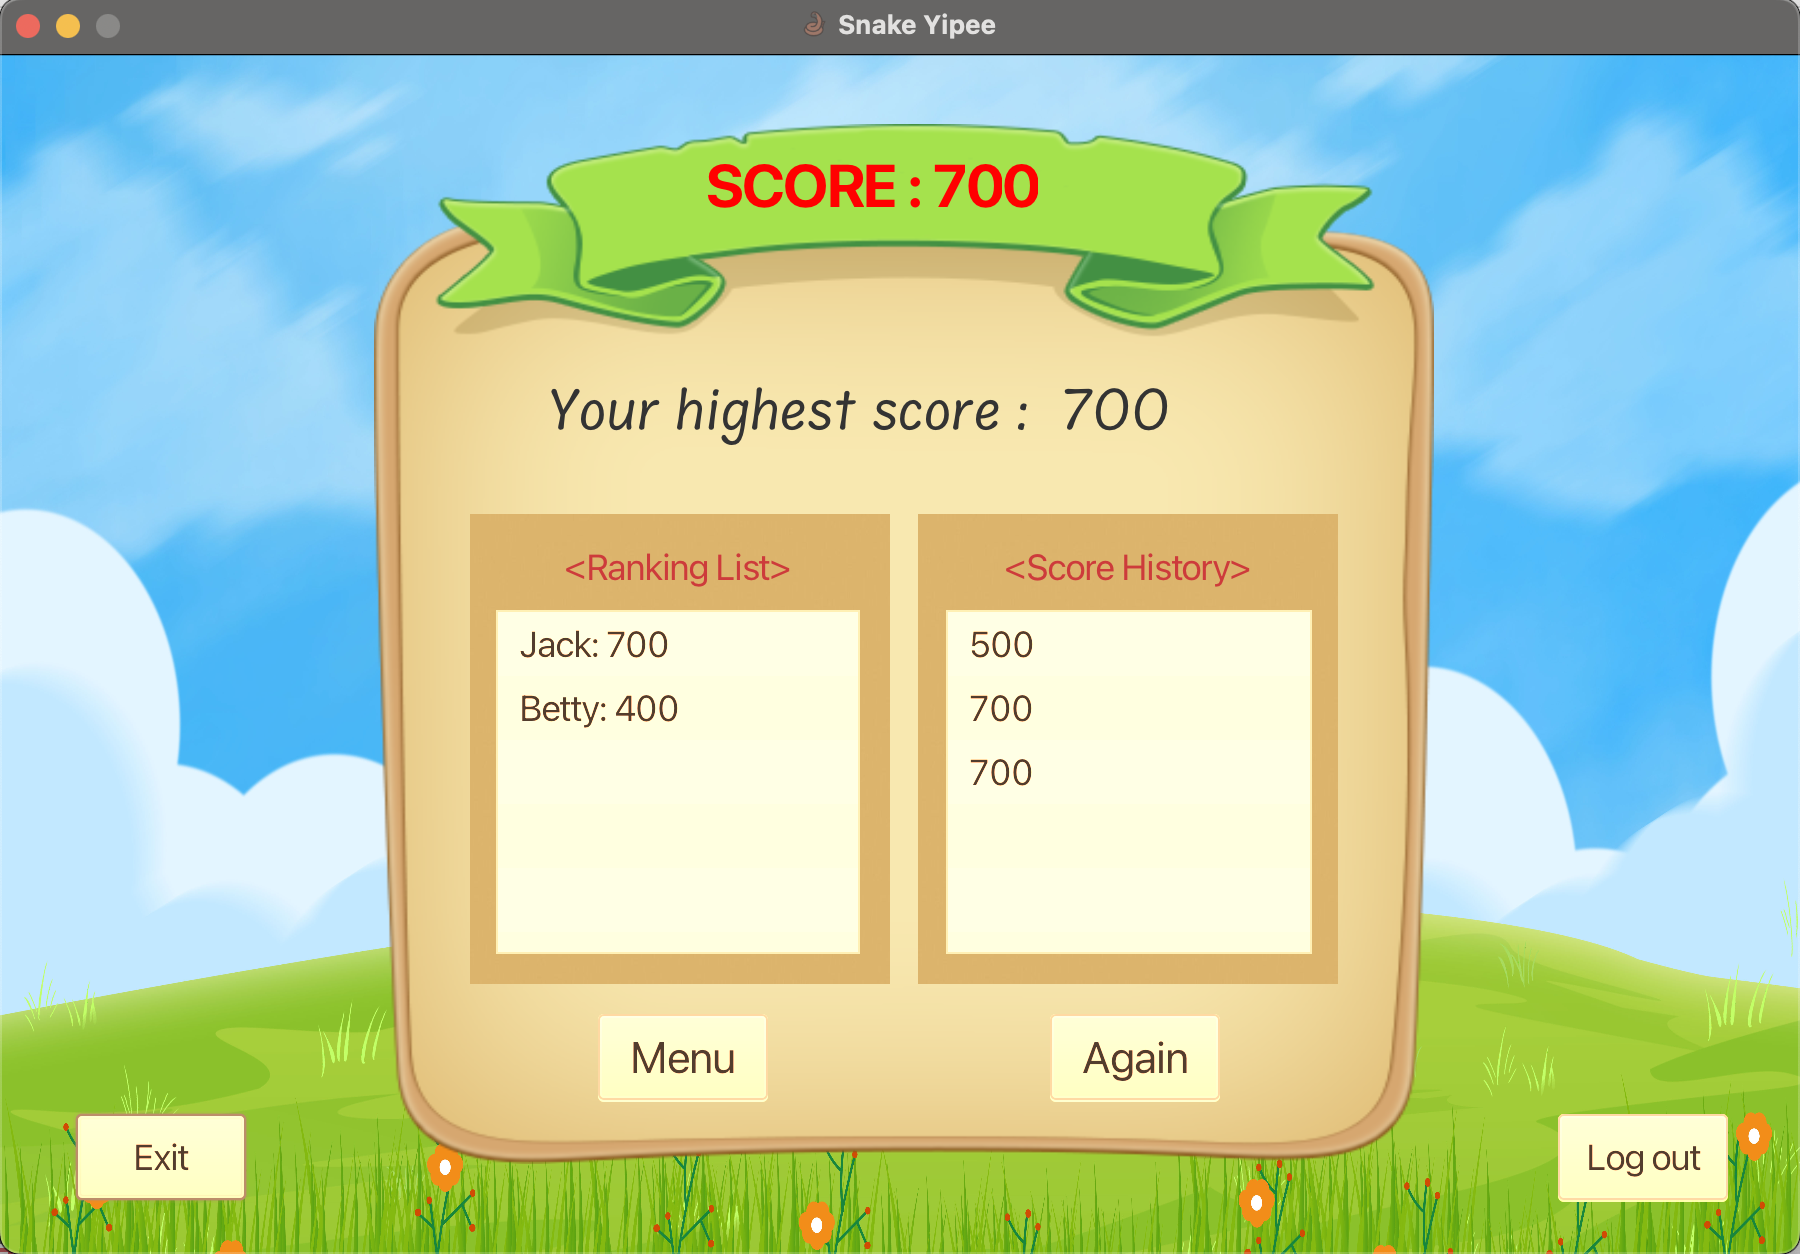 Snake Yipee
SCORE : 700
Your highest score : 700
<Ranking List>
Jack: 700
Betty: 400
<Score History>
500
700
700
Menu
Again
Exit
Log out